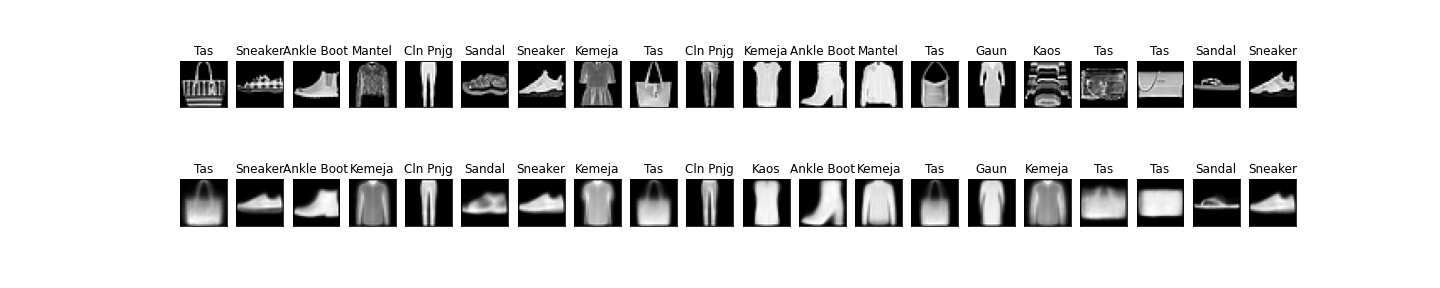 Tas Sneaker Ankle Boot Mantel Cln Pnjg Sandal Sneaker Kemeja Tas Cln Pnjg Kemeja Ankle Boot Mantel Tas Gaun Kaos Tas Tas Sandal Sneaker
Tas Sneaker Ankle Boot Kemeja Cln Pnjg Sandal Sneaker Kemeja Tas Cln Pnjg Kaos Ankle Boot Kemeja Tas Gaun Kemeja Tas Tas Sandal Sneaker